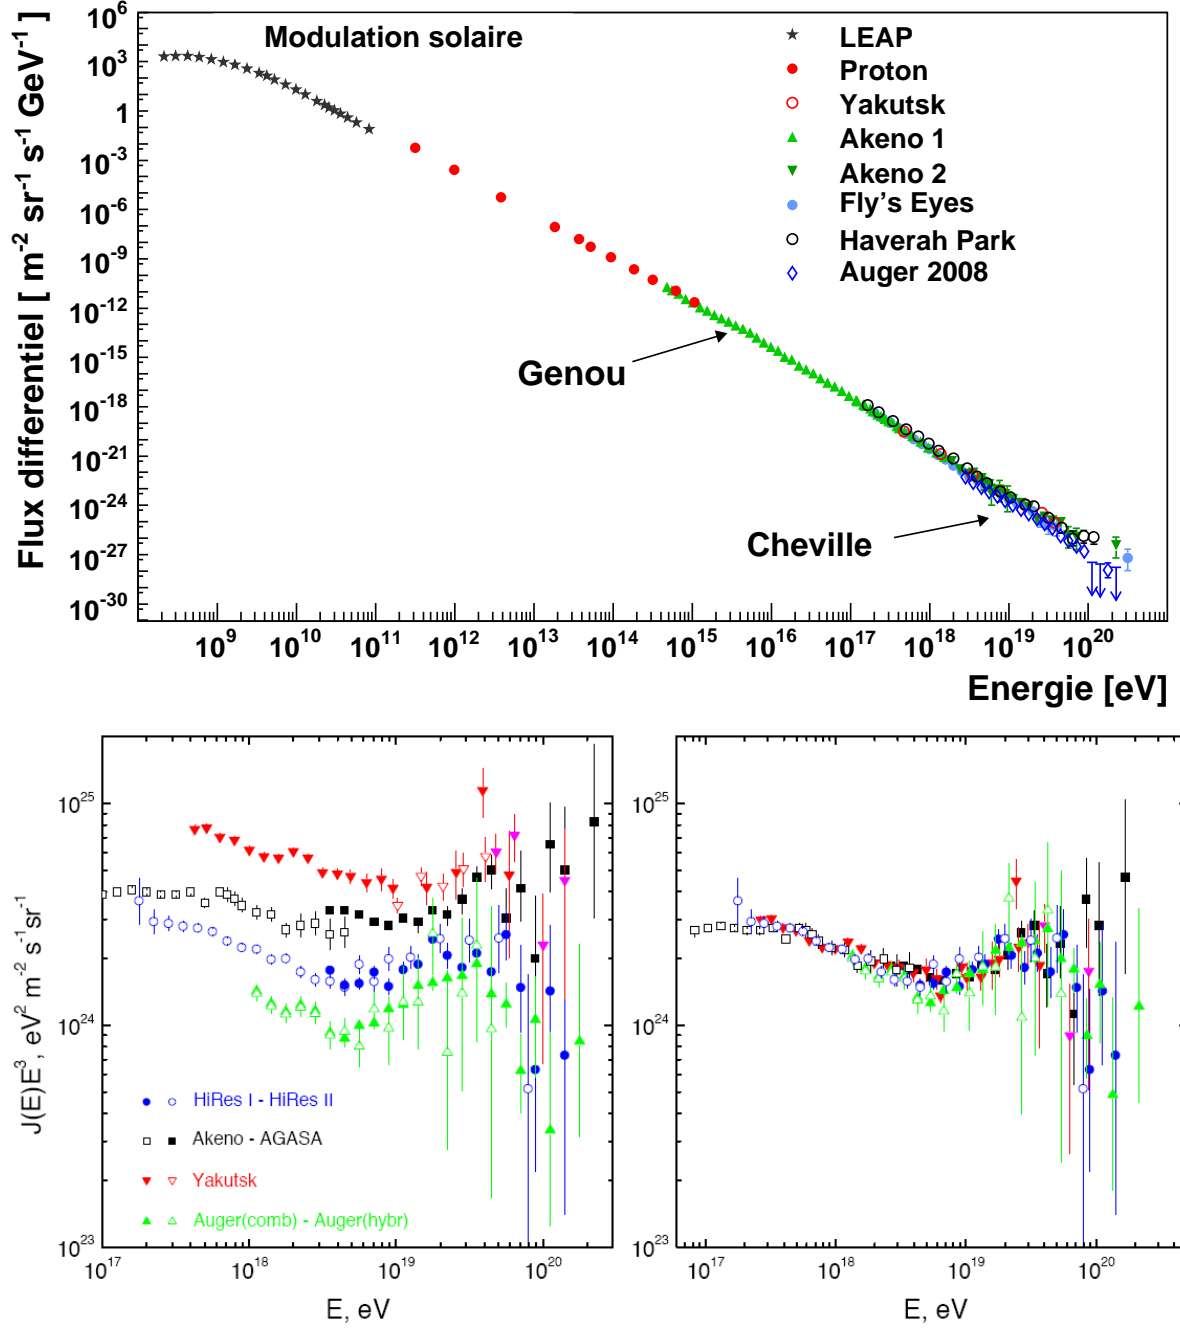 Flux differentiel [ m-2 sr-1 s-1 GeV-1 ]
10^6
10^3
1
10^-3
10^-6
10^-9
10^-12
10^-15
10^-18
10^-21
10^-24
10^-27
10^-30
Modulation solaire
LEAP
Proton
Yakutsk
Akeno 1
Akeno 2
Fly's Eyes
Haverah Park
Auger 2008
Genou
Cheville
10^9 10^10 10^11 10^12 10^13 10^14 10^15 10^16 10^17 10^18 10^19 10^20
Energie [eV]
J(E)E^3, eV^2 m^-2 s^-1 sr^-1
10^25
10^24
10^23
HiRes I - HiRes II
Akeno - AGASA
Yakutsk
Auger(comb) - Auger(hybr)
10^17 10^18 10^19 10^20
E, eV
10^25
10^24
10^23
10^17 10^18 10^19 10^20
E, eV